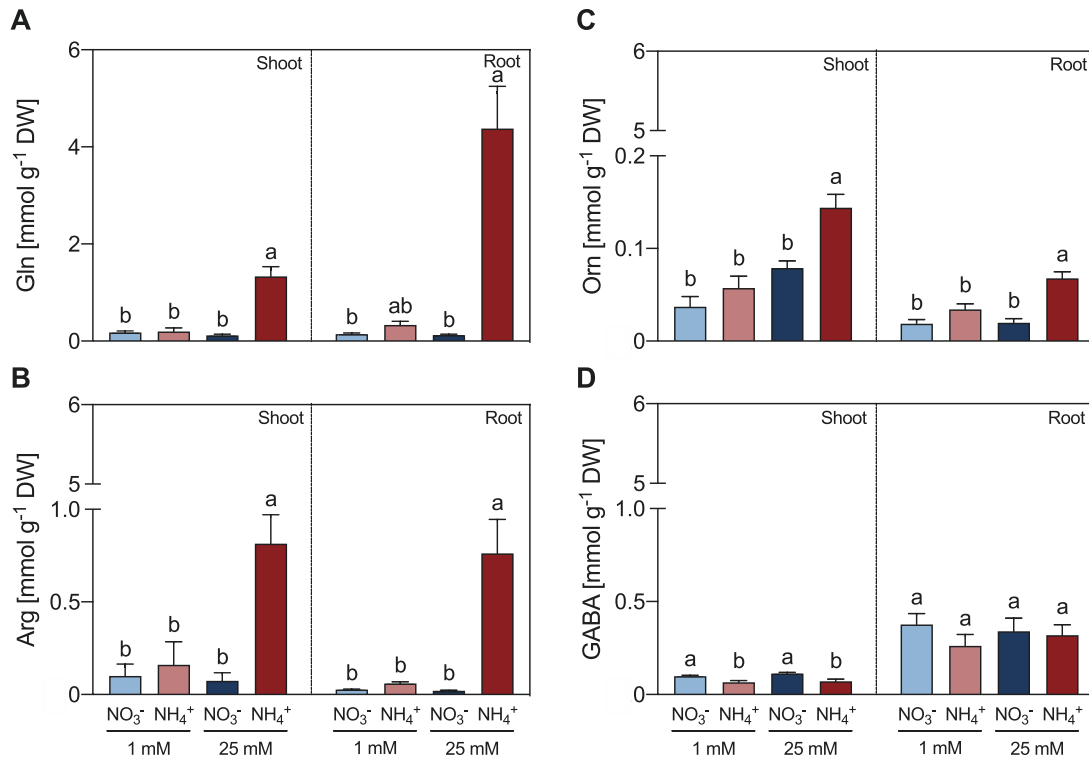 A
Gln [mmol g⁻¹ DW]
6
4
2
0
Shoot
Root
b
b
b
a
b
ab
b
a
B
Arg [mmol g⁻¹ DW]
6
5
1.0
0.5
0
Shoot
Root
b
b
b
a
b
b
b
a
NO₃⁻ NH₄⁺ NO₃⁻ NH₄⁺ NO₃⁻ NH₄⁺ NO₃⁻ NH₄⁺
1 mM 25 mM 1 mM 25 mM
C
Orn [mmol g⁻¹ DW]
6
5
0.2
0.1
0
Shoot
Root
b
b
b
a
b
b
b
a
D
GABA [mmol g⁻¹ DW]
6
5
1.0
0.5
0
Shoot
Root
a
b
a
b
a
a
a
a
NO₃⁻ NH₄⁺ NO₃⁻ NH₄⁺ NO₃⁻ NH₄⁺ NO₃⁻ NH₄⁺
1 mM 25 mM 1 mM 25 mM